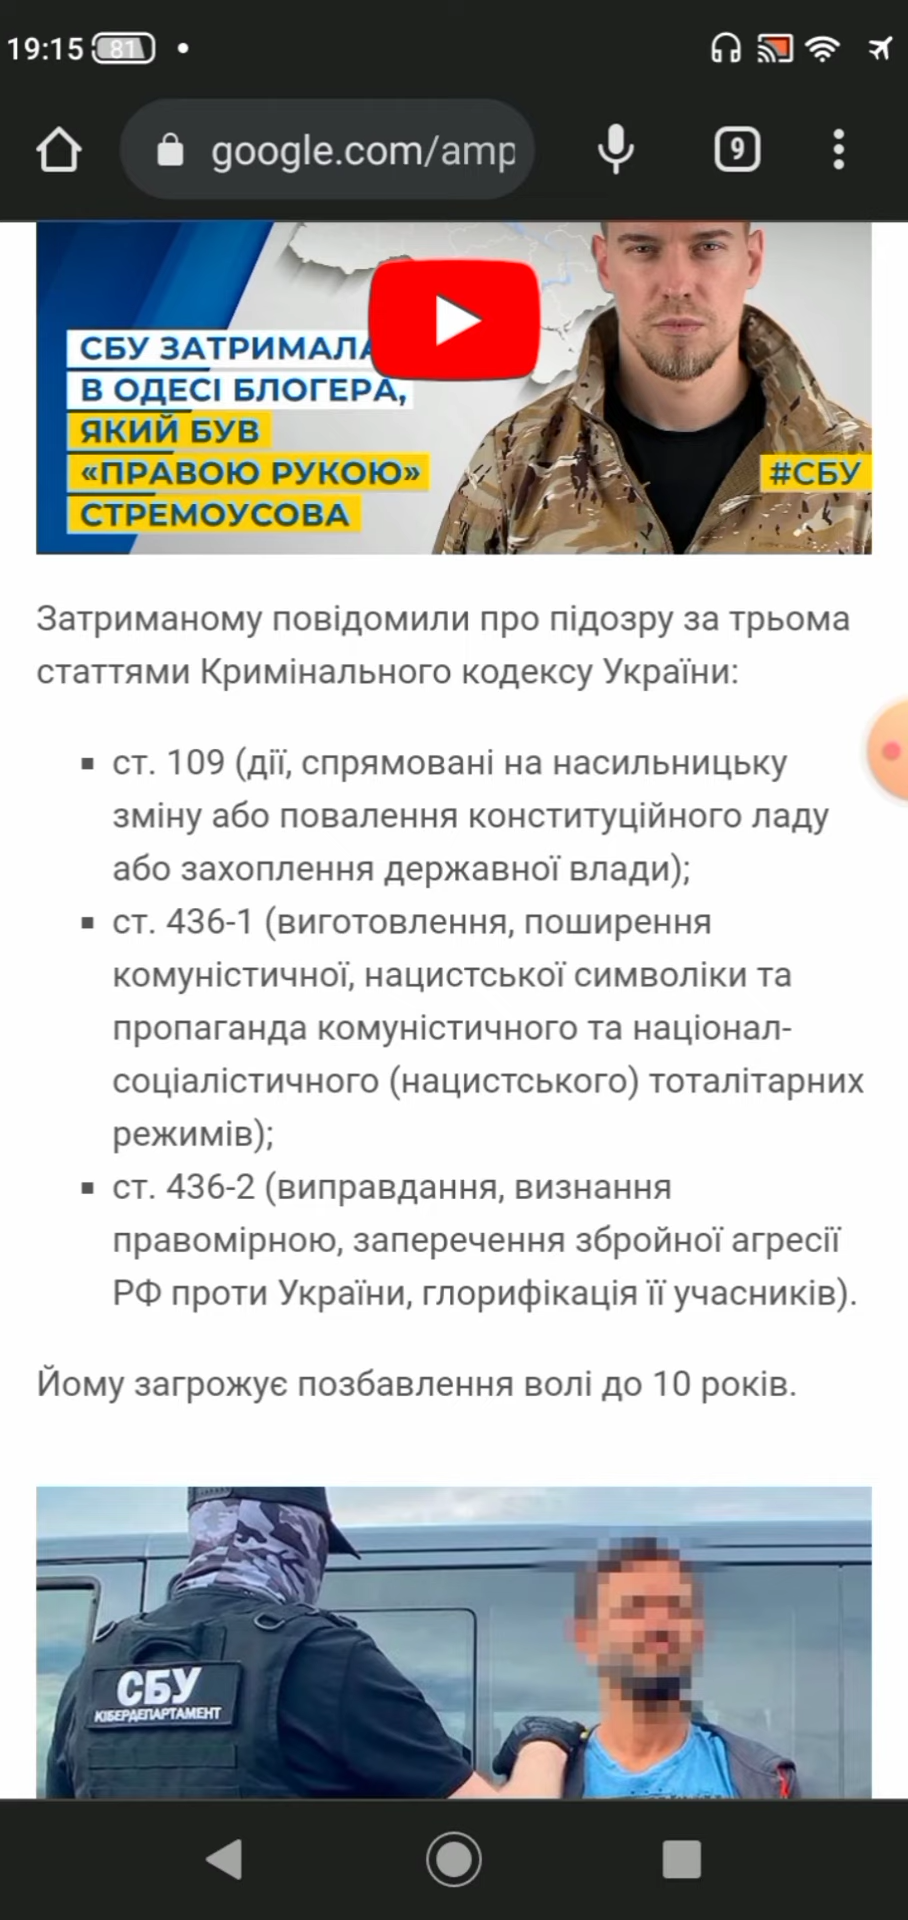 19:15 81
google.com/amp
9
СБУ ЗАТРИМАЛА
В ОДЕСІ БЛОГЕРА,
ЯКИЙ БУВ
«ПРАВОЮ РУКОЮ»
СТРЕМОУСОВА
#СБУ
Затриманому повідомили про підозру за трьома
статтями Кримінального кодексу України:
▪ ст. 109 (дії, спрямовані на насильницьку
зміну або повалення конституційного ладу
або захоплення державної влади);
▪ ст. 436-1 (виготовлення, поширення
комуністичної, нацистської символіки та
пропаганда комуністичного та націонал-
соціалістичного (нацистського) тоталітарних
режимів);
▪ ст. 436-2 (виправдання, визнання
правомірною, заперечення збройної агресії
РФ проти України, глорифікація її учасників).
Йому загрожує позбавлення волі до 10 років.
СБУ
КІБЕРДЕПАРТАМЕНТ